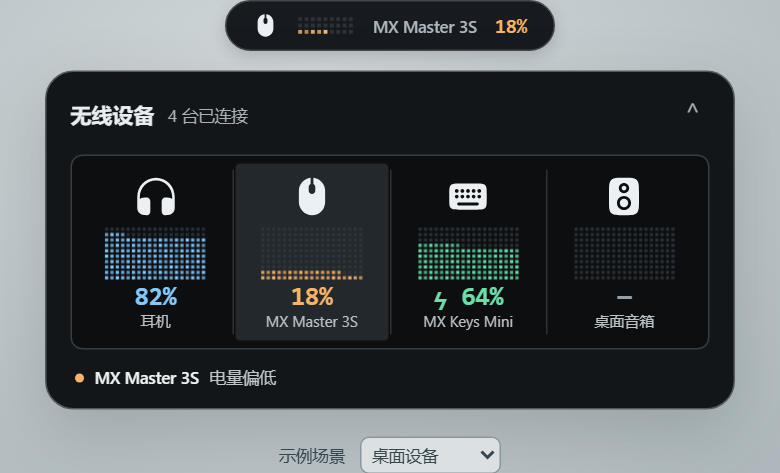 MX Master 3S 18%
无线设备 4 台已连接
82% 18% 64% –
耳机 MX Master 3S MX Keys Mini 桌面音箱
MX Master 3S 电量偏低
示例场景 桌面设备